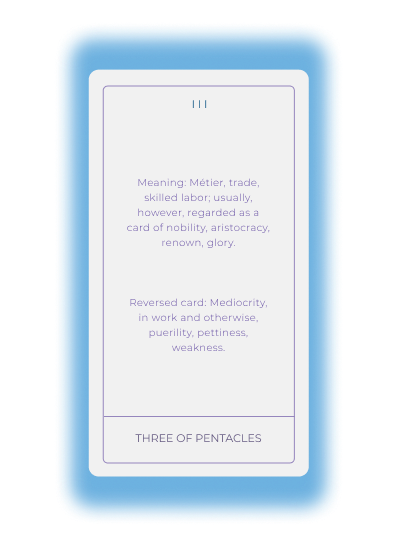 III
Meaning: Métier, trade,
skilled labor; usually,
however, regarded as a
card of nobility, aristocracy,
renown, glory.
Reversed card: Mediocrity,
in work and otherwise,
puerility, pettiness,
weakness.
THREE OF PENTACLES